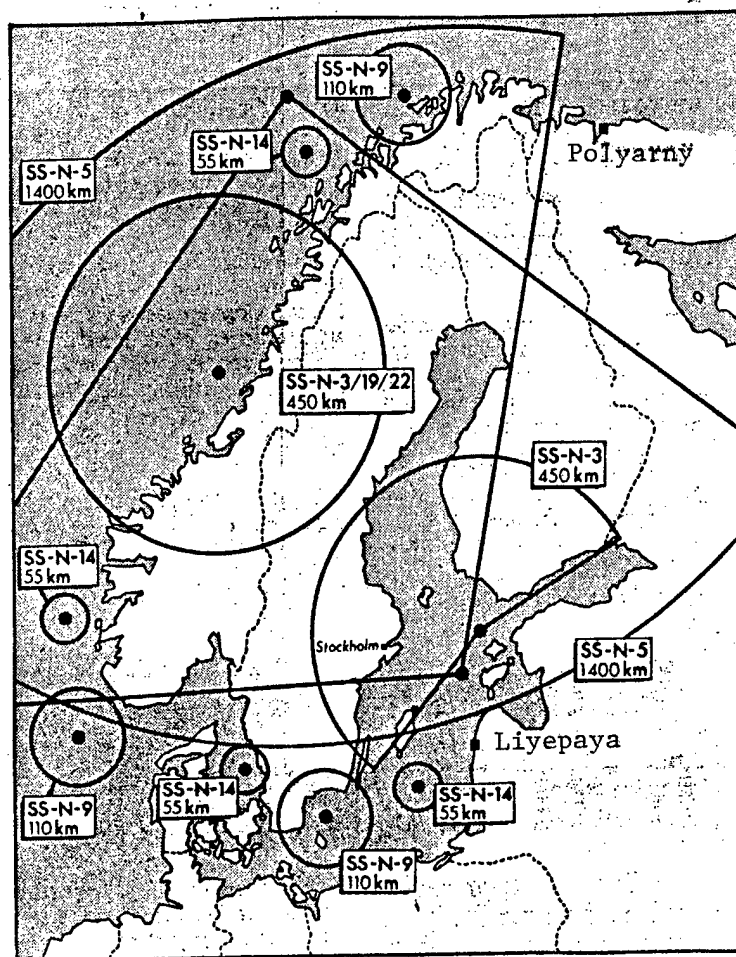 SS-N-9
110 km
SS-N-14
55 km
Polyarny
SS-N-5
1400 km
SS-N-3/19/22
450 km
SS-N-3
450 km
SS-N-14
55 km
Stockholm
SS-N-5
1400 km
Liyepaya
SS-N-14
55 km
SS-N-9
110 km
SS-N-14
55 km
SS-N-9
110 km